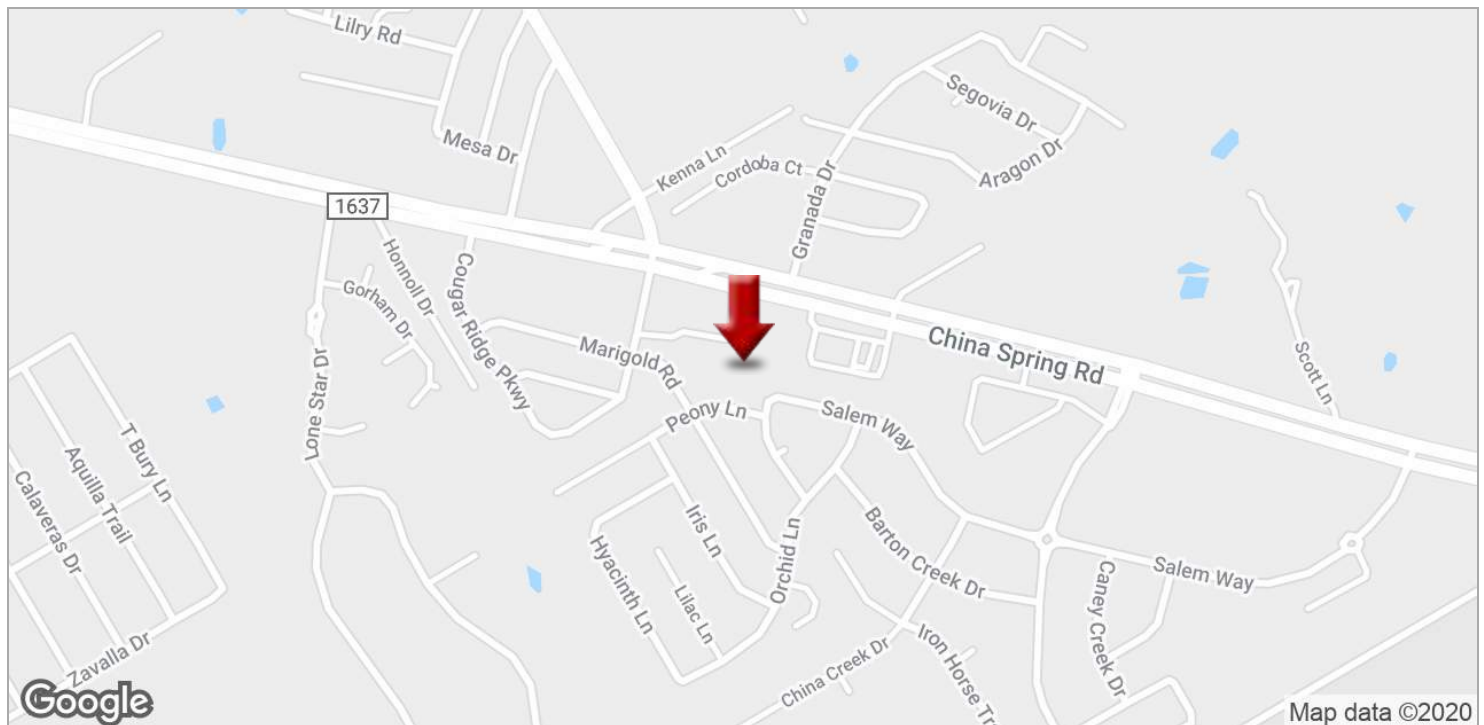 Lilry Rd
Segovia Dr
Mesa Dr
Kenna Ln
Cordoba Ct
Aragon Dr
1637
Granada Dr
Honnoll Dr
Congar Ridge Pkwy
Gorham Dr
China Spring Rd
Marigold Rd
Scott Ln
Lone Star Dr
Peony Ln
Salem Way
T Bury Ln
Aquilla Trail
Calaveras Dr
Iris Ln
Barton Creek Dr
Hyacinth Ln
Orchid Ln
Salem Way
Lilac Ln
Caney Creek Dr
Iron Horse Tr
Zavalla Dr
China Creek Dr
Google
Map data ©2020